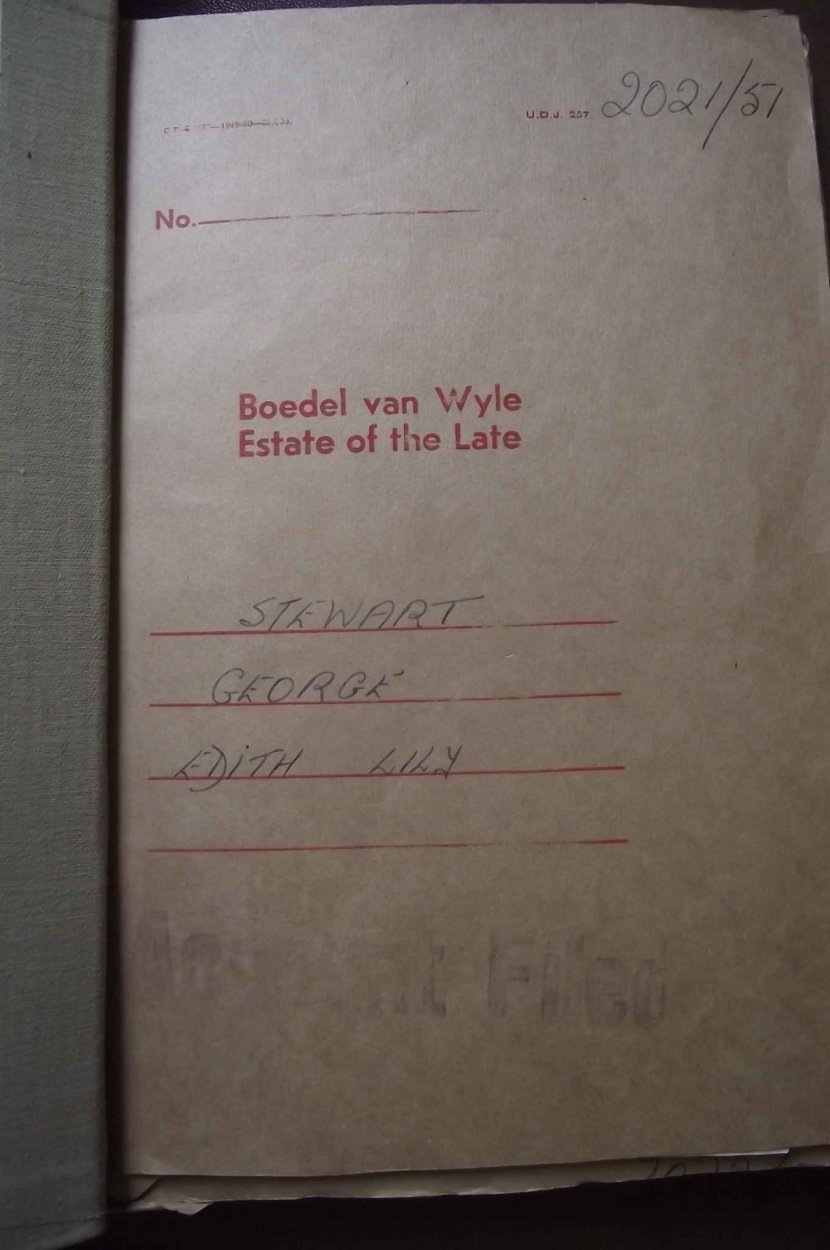 U.D.J. 257 2021/51
No.
Boedel van Wyle
Estate of the Late
STEWART
GEORGE
EDITH LILY